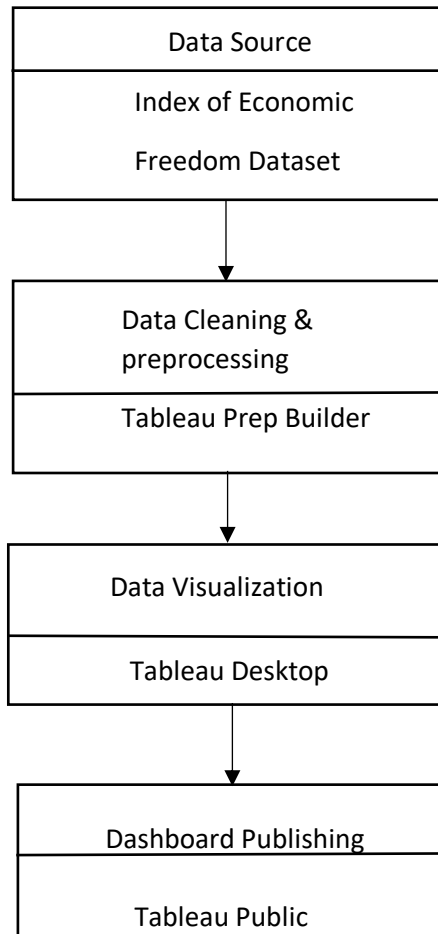 Data Source
Index of Economic
Freedom Dataset
Data Cleaning &
preprocessing
Tableau Prep Builder
Data Visualization
Tableau Desktop
Dashboard Publishing
Tableau Public